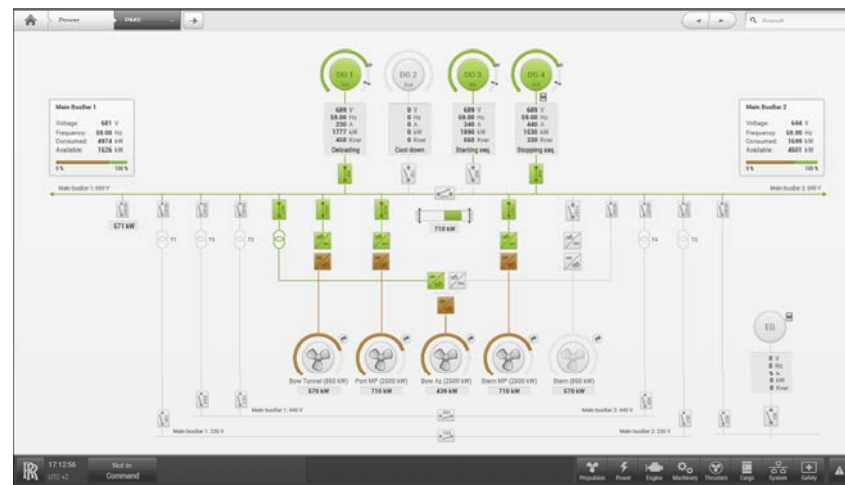 Power
PMS
Search
DG 1
DG 2
DG 3
DG 4
Main BusBar 1
Voltage: 681 V
Frequency: 59.00 Hz
Consumed: 4974 kW
Available: 1526 kW
0 % 100 %
689 V
59.00 Hz
230 A
1777 kW
450 Kvar
Deloading
0 V
0 Hz
0 A
0 kW
0 Kvar
Cool down
689 V
59.00 Hz
340 A
1890 kW
560 Kvar
Starting seq.
689 V
59.00 Hz
440 A
1530 kW
330 Kvar
Stopping seq.
M
Main BusBar 2
Voltage: 694 V
Frequency: 59.00 Hz
Consumed: 1699 kW
Available: 4501 kW
0 % 100 %
Main busBar 1: 690 V
Main busBar 2: 690 V
571 kW
710 kW
T1
T5
T3
T4
T2
Bow Tunnel (850 kW)
570 kW
Port MP (2500 kW)
710 kW
Bow Az (2500 kW)
439 kW
Stern MP (2500 kW)
710 kW
Stern (850 kW)
570 kW
EG
M
0 V
0 Hz
0 kW
0 Kvar
Main busBar 1: 440 V
Main busBar 2: 440 V
Main busBar 1: 230 V
Main busBar 2: 230 V
RR
17:12:56
UTC +2
Not in
Command
Propulsion
Power
Engine
Machinery
Thrusters
Cargo
System
Safety